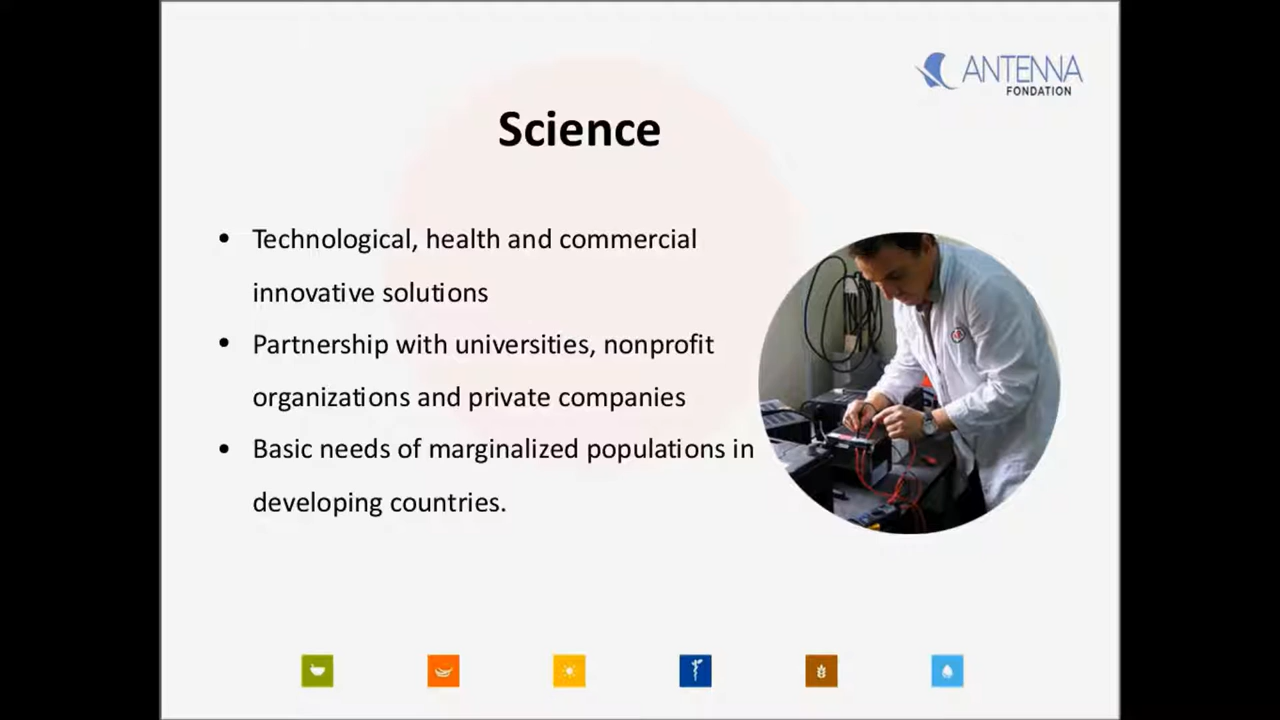 ANTENNA
FONDATION
Science
• Technological, health and commercial
innovative solutions
• Partnership with universities, nonprofit
organizations and private companies
• Basic needs of marginalized populations in
developing countries.